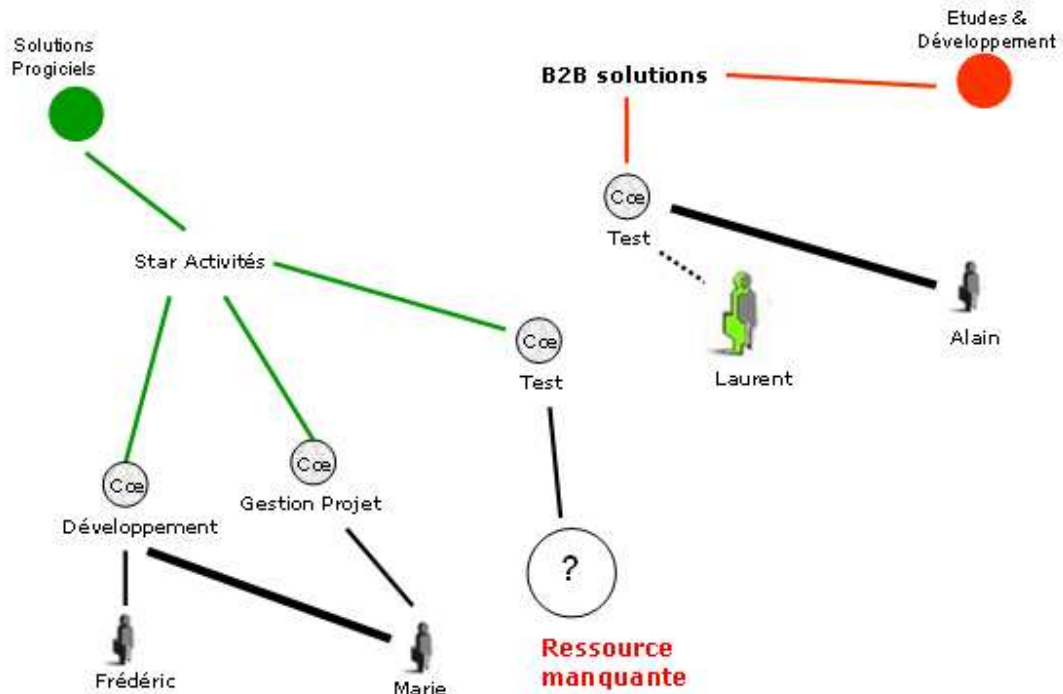 Solutions
Progiciels
Etudes &
Développement
B2B solutions
Cœ
Test
Star Activités
Alain
Laurent
Cœ
Test
Cœ
Gestion Projet
Cœ
Développement
?
Ressource
manquante
Frédéric
Marie